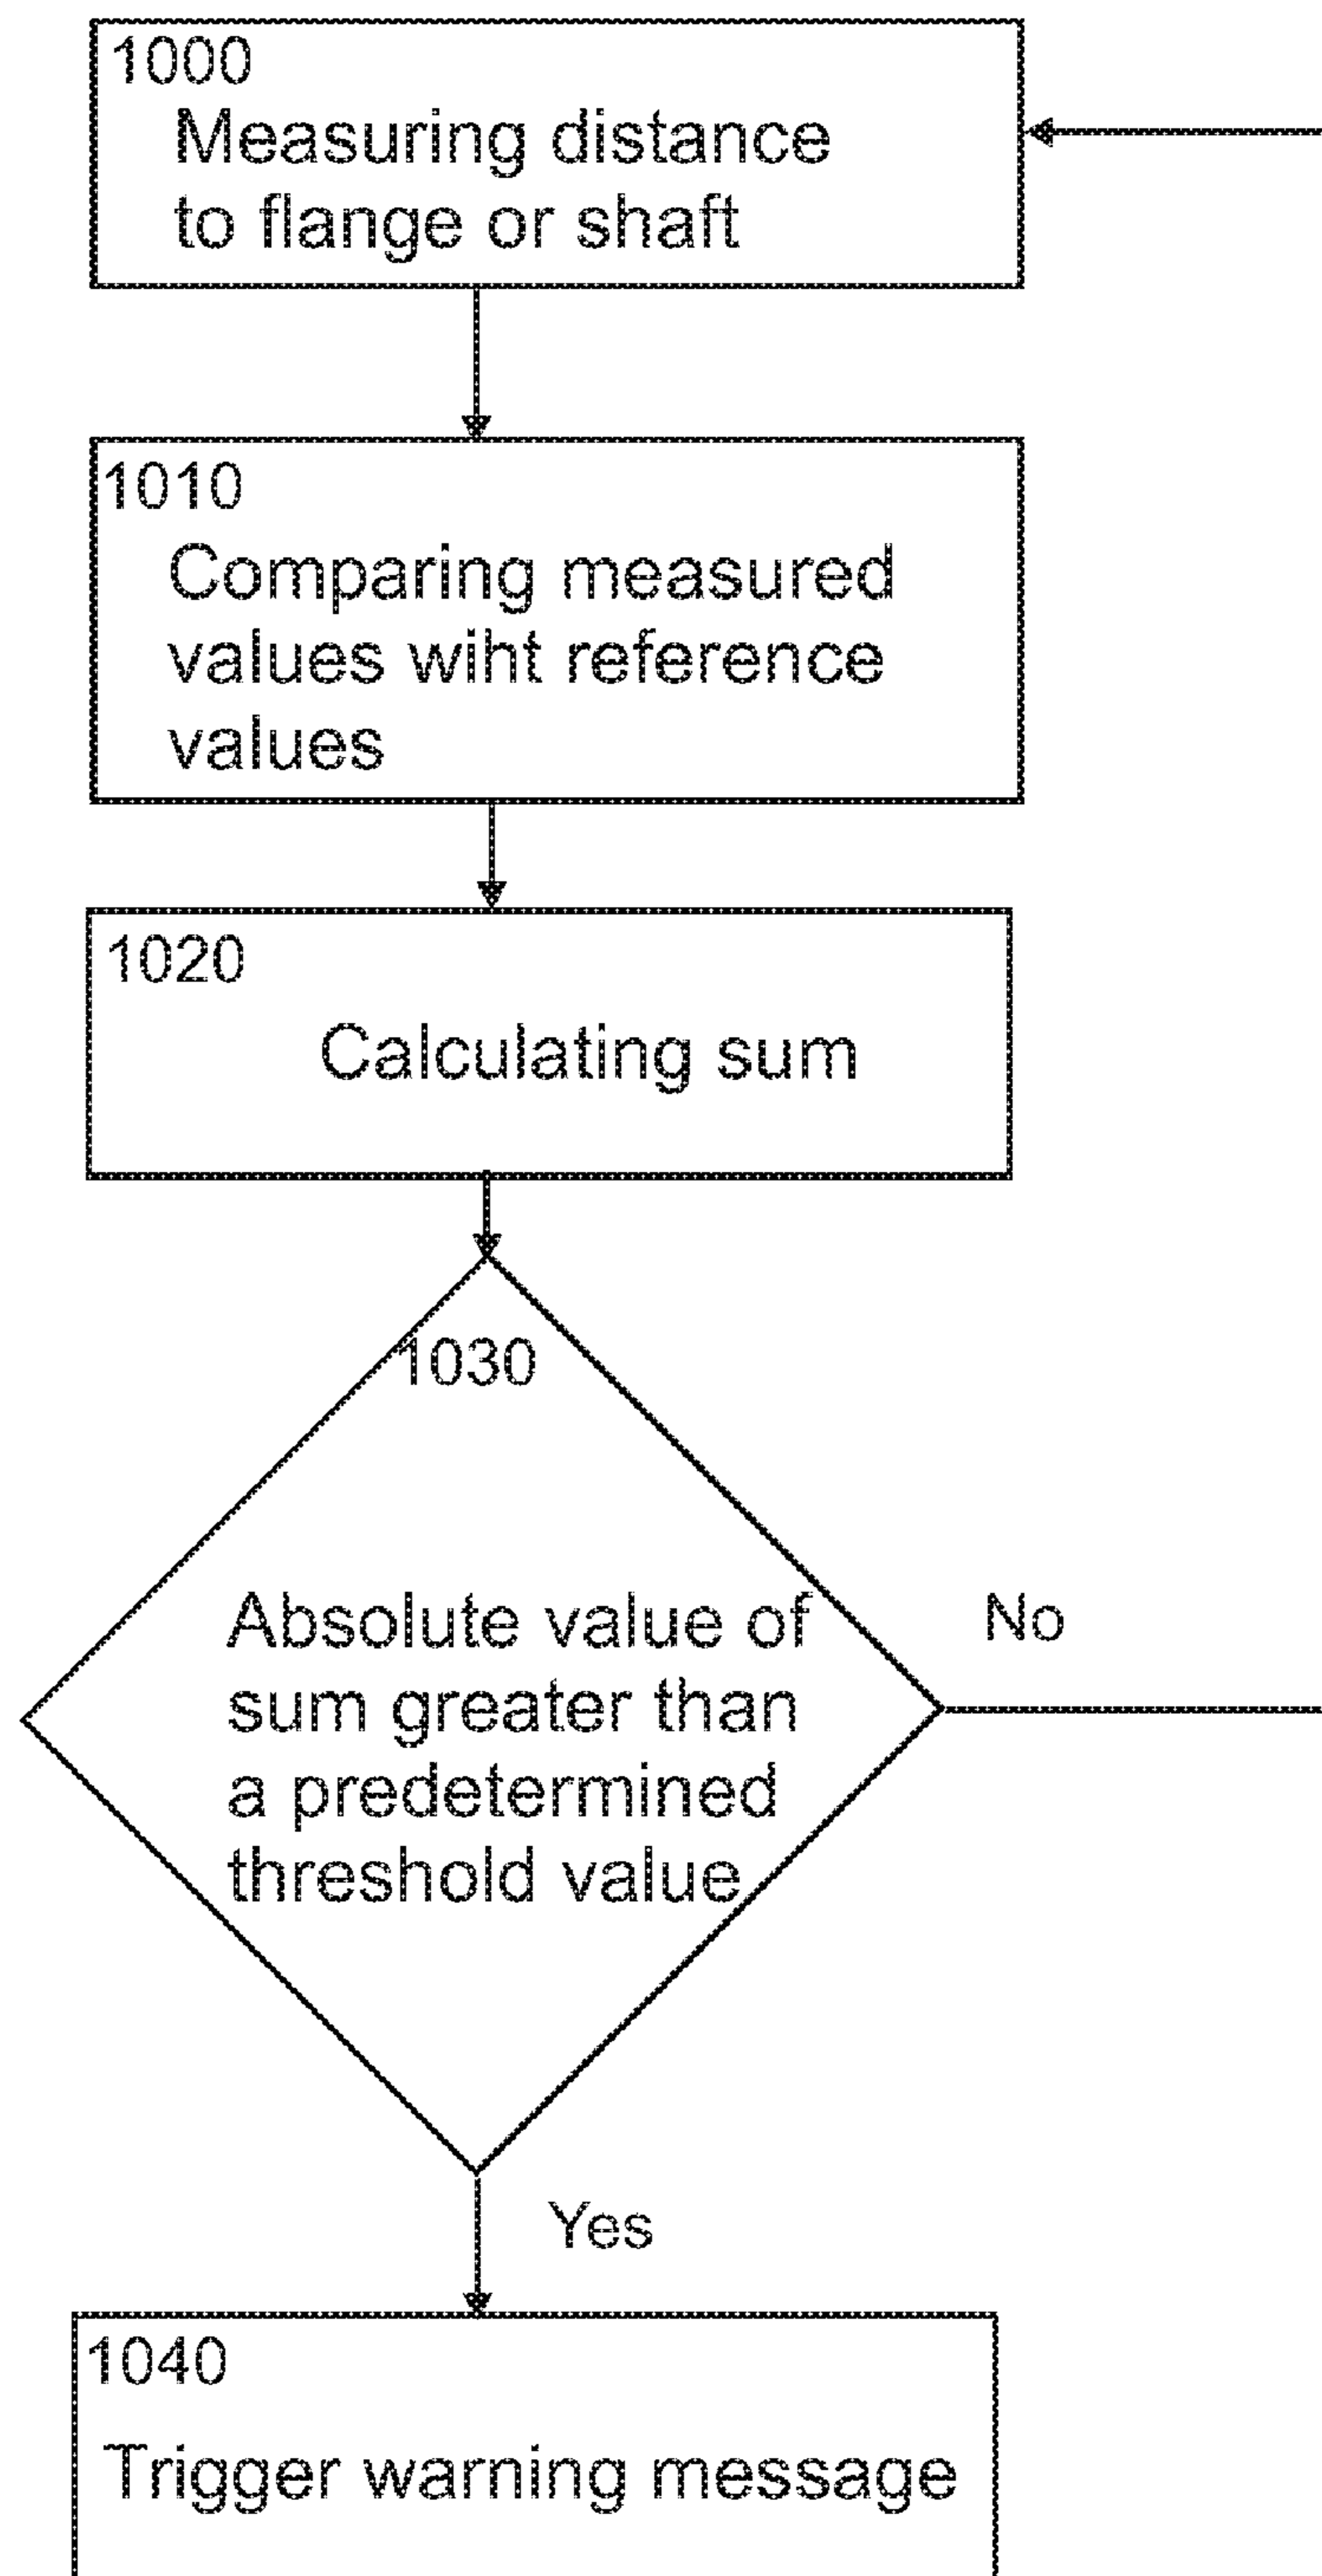 1000
Measuring distance
to flange or shaft
1010
Comparing measured
values wiht reference
values
1020
Calculating sum
1030
Absolute value of
sum greater than
a predetermined
threshold value
No
Yes
1040
Trigger warning message